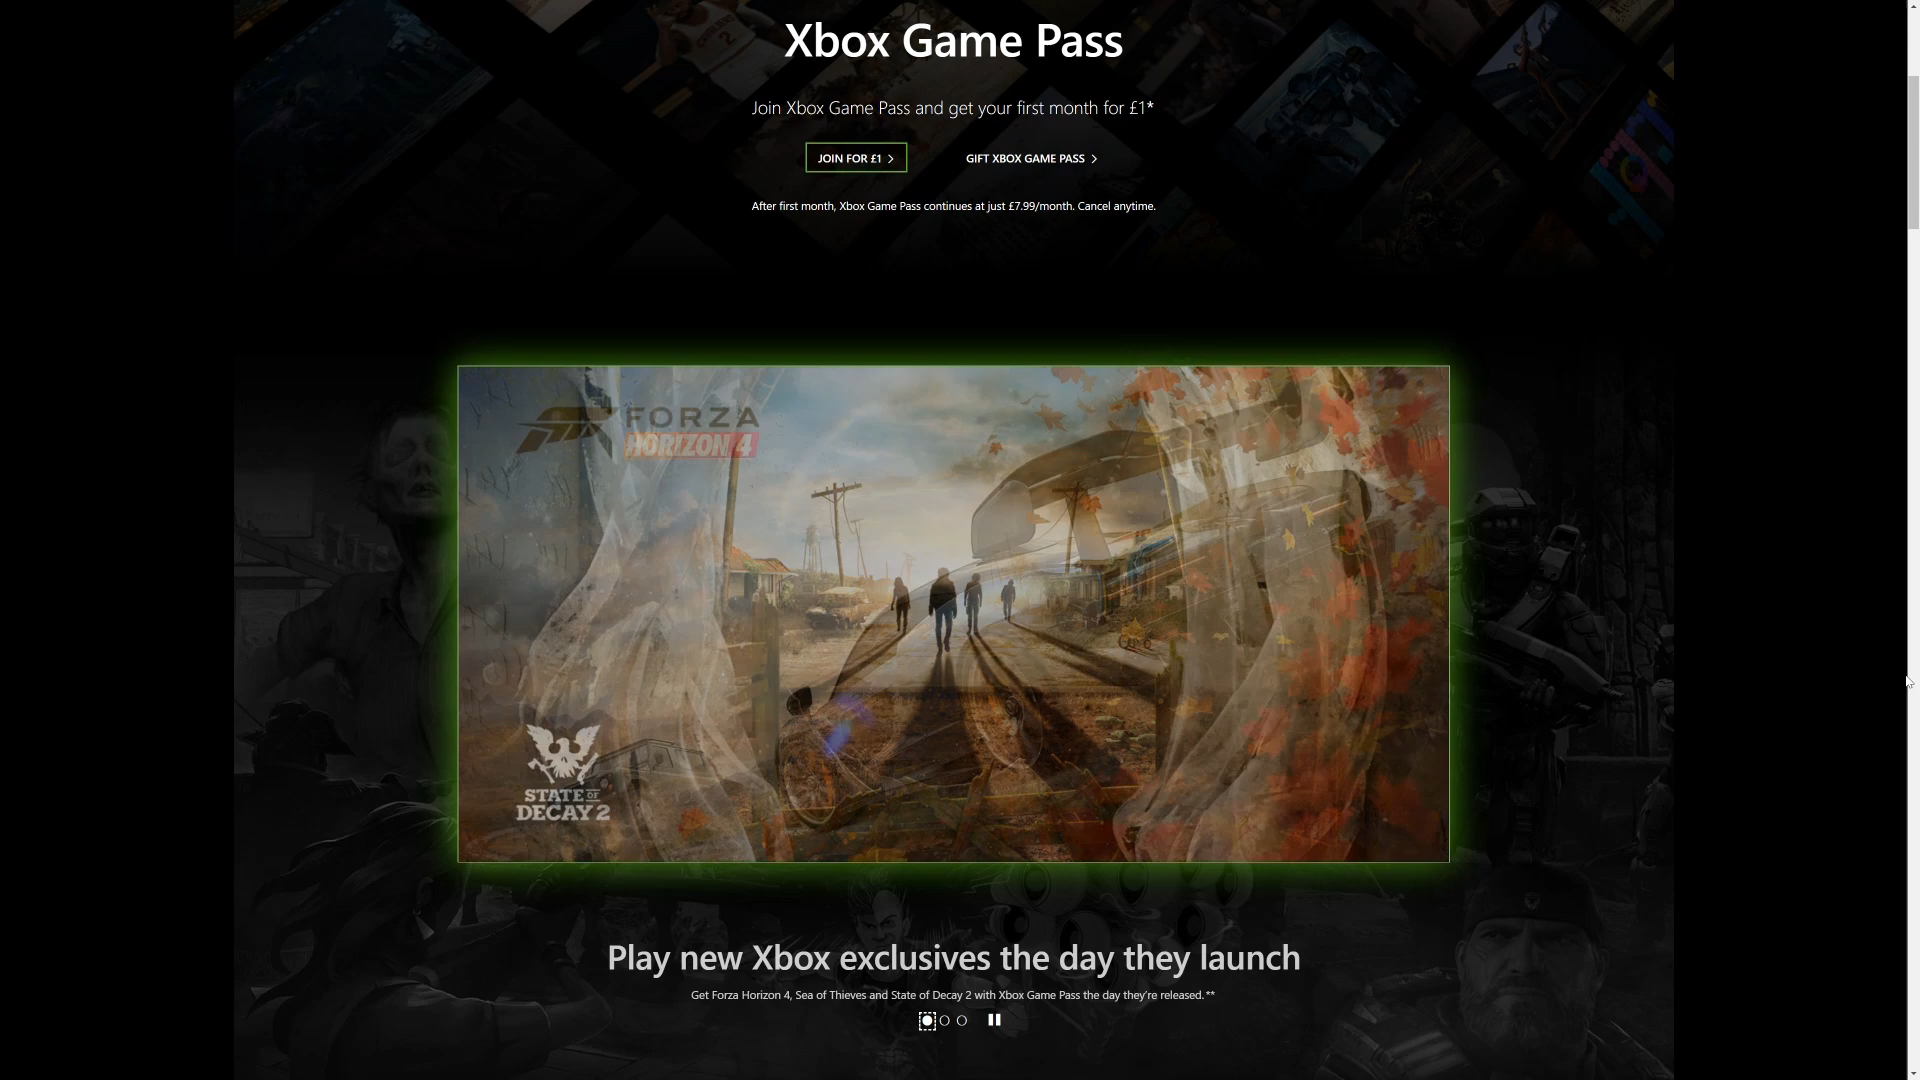 Xbox Game Pass
Join Xbox Game Pass and get your first month for £1*
JOIN FOR £1
GIFT XBOX GAME PASS
After first month, Xbox Game Pass continues at just £7.99/month. Cancel anytime.
FORZA
HORIZON 4
STATE OF
DECAY 2
Play new Xbox exclusives the day they launch
Get Forza Horizon 4, Sea of Thieves and State of Decay 2 with Xbox Game Pass the day they're released.**